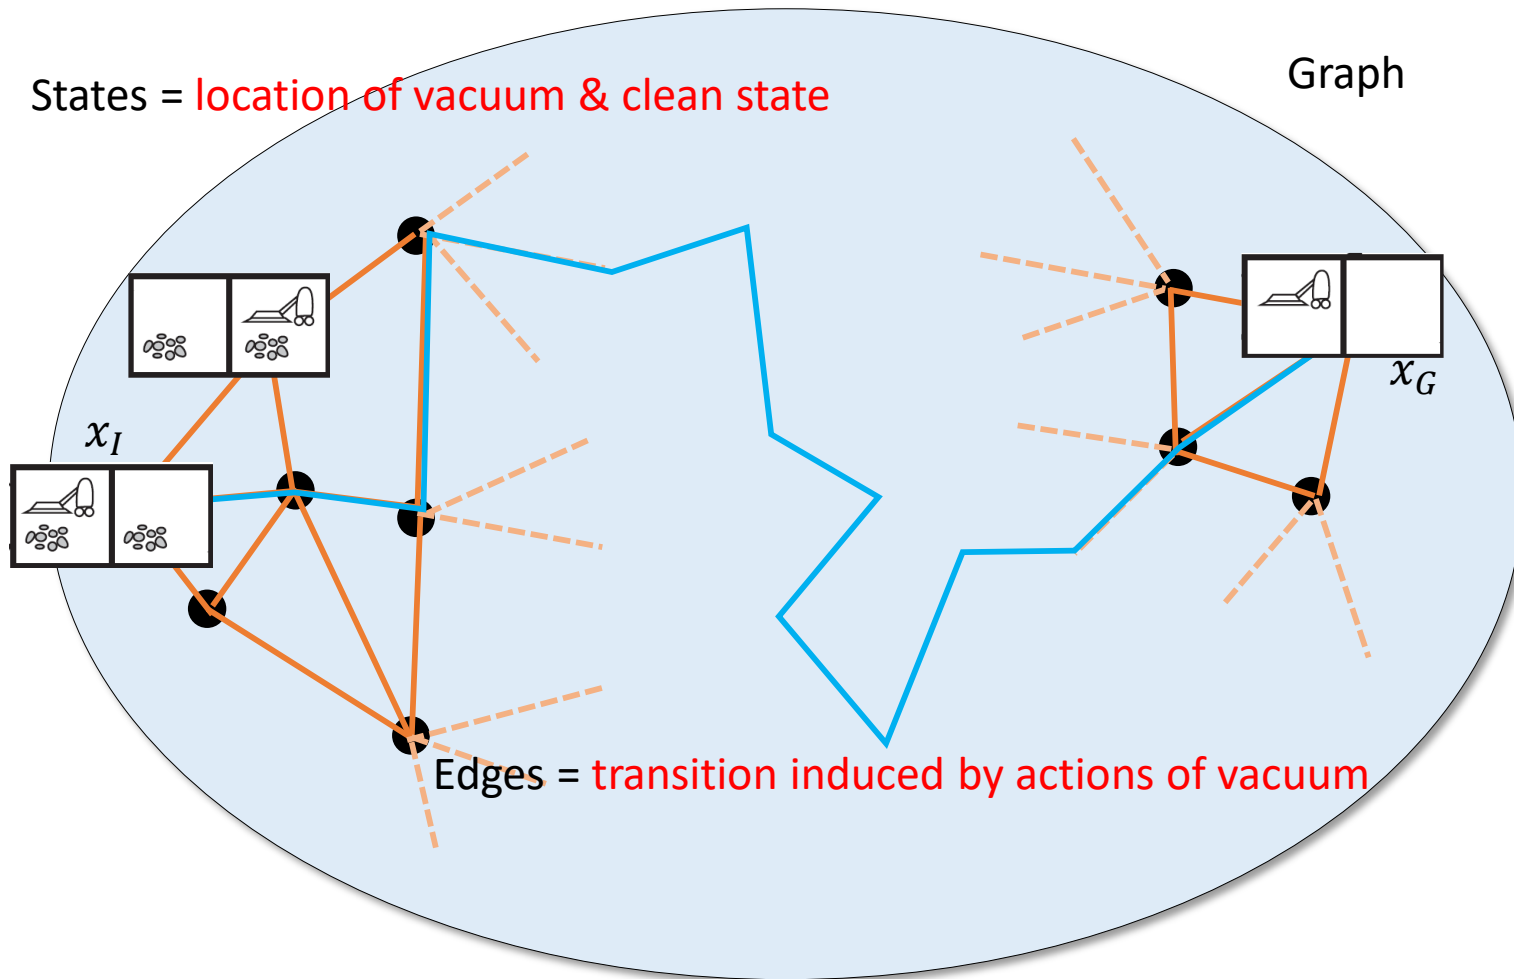 Graph
States = location of vacuum & clean state
x_I
x_G
Edges = transition induced by actions of vacuum